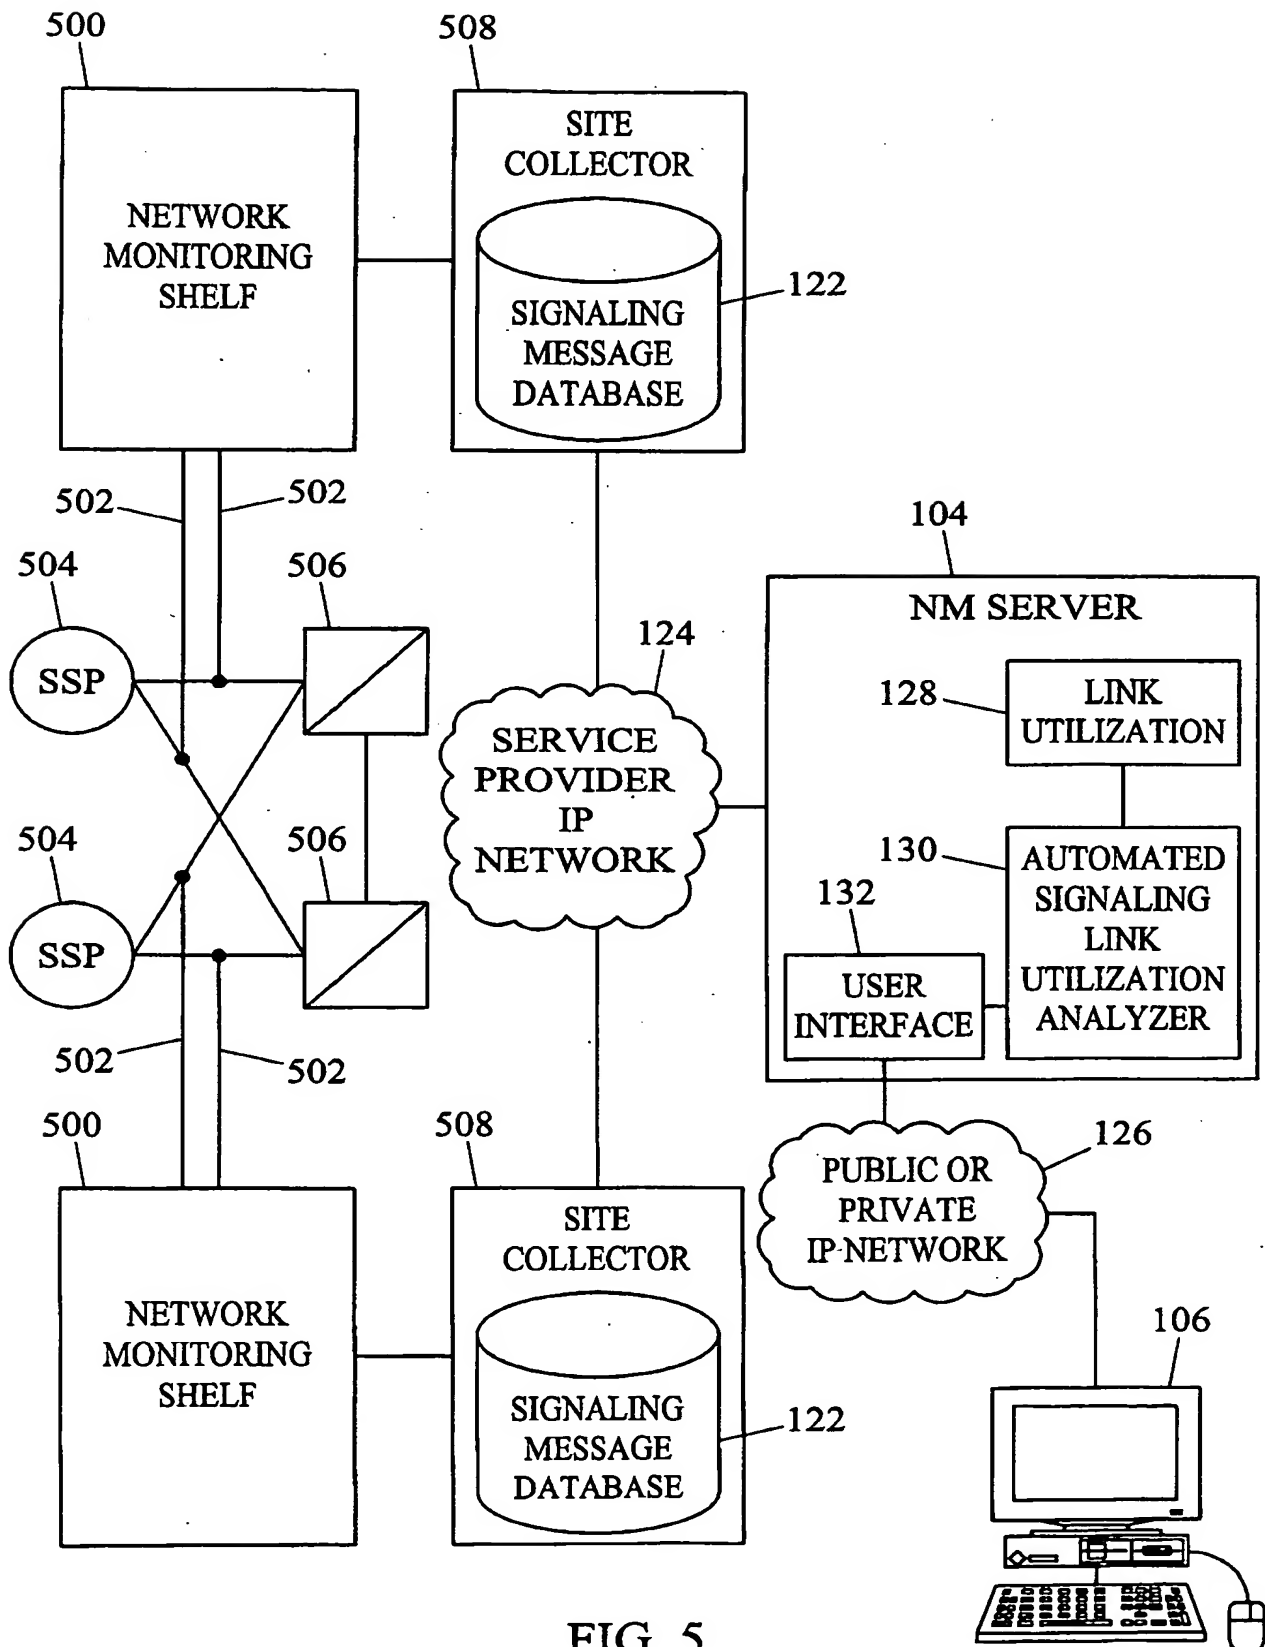 500
508
SITE
COLLECTOR
NETWORK
MONITORING
SHELF
SIGNALING
MESSAGE
DATABASE
122
502
502
104
NM SERVER
504
506
SSP
124
LINK
UTILIZATION
128
SERVICE
PROVIDER
IP
NETWORK
504
506
SSP
130
AUTOMATED
SIGNALING
LINK
UTILIZATION
ANALYZER
132
USER
INTERFACE
502
502
500
508
126
PUBLIC OR
PRIVATE
IP-NETWORK
SITE
COLLECTOR
NETWORK
MONITORING
SHELF
SIGNALING
MESSAGE
DATABASE
122
106
FIG. 5